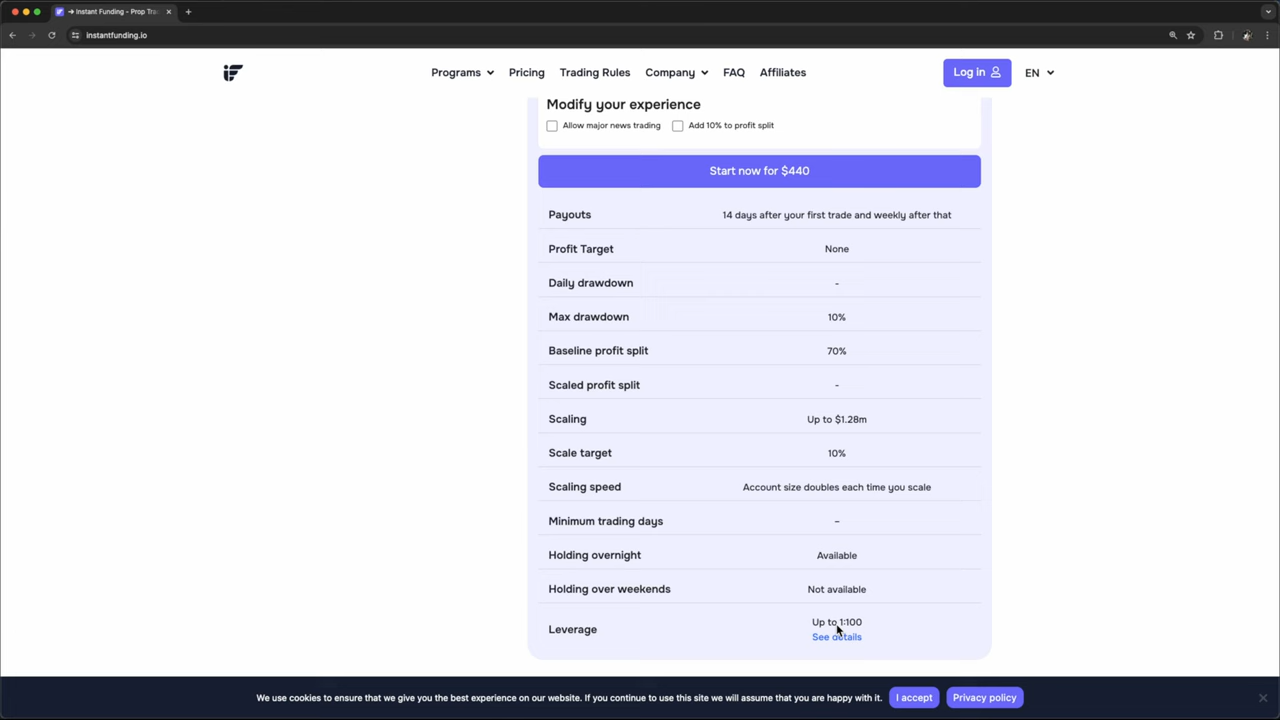 Instant Funding - Prop Tra
instantfunding.io
Programs
Pricing
Trading Rules
Company
FAQ
Affiliates
Log in
EN
Modify your experience
Allow major news trading
Add 10% to profit split
Start now for $440
Payouts 14 days after your first trade and weekly after that
Profit Target None
Daily drawdown -
Max drawdown 10%
Baseline profit split 70%
Scaled profit split -
Scaling Up to $1.28m
Scale target 10%
Scaling speed Account size doubles each time you scale
Minimum trading days –
Holding overnight Available
Holding over weekends Not available
Leverage Up to 1:100
See details
We use cookies to ensure that we give you the best experience on our website. If you continue to use this site we will assume that you are happy with it.
I accept
Privacy policy